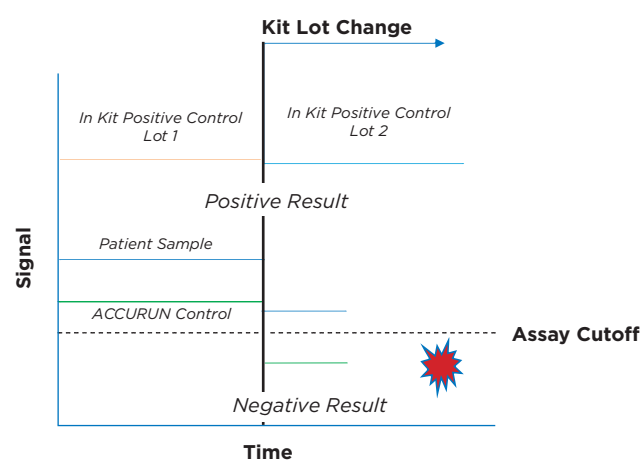 Kit Lot Change
In Kit Positive Control
Lot 1
In Kit Positive Control
Lot 2
Positive Result
Signal
Patient Sample
ACCURUN Control
Assay Cutoff
Negative Result
Time